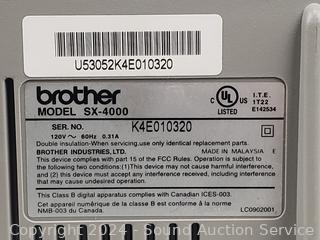 U53052K4E010320
brother
MODEL SX-4000
C UL US LISTED
I.T.E.
1T22
E142534
SER. NO. K4E010320
120V ~ 60Hz 0.31A
Double insulation-When servicing.use only identical replacement parts.
BROTHER INDUSTRIES, LTD. MADE IN MALAYSIA E
This device complies with part 15 of the FCC Rules. Operation is subject to the
following two conditions: (1)This device may not cause harmful interference,
and (2) this device must accept any interference received, including interference
that may cause undesired operation.
This Class B digital apparatus complies with Canadian ICES-003.
Cet appareil numérique de la classe B est conforme à la norme
NMB-003 du Canada. LC0902001
Copyright 2024 - Sound Auction Service